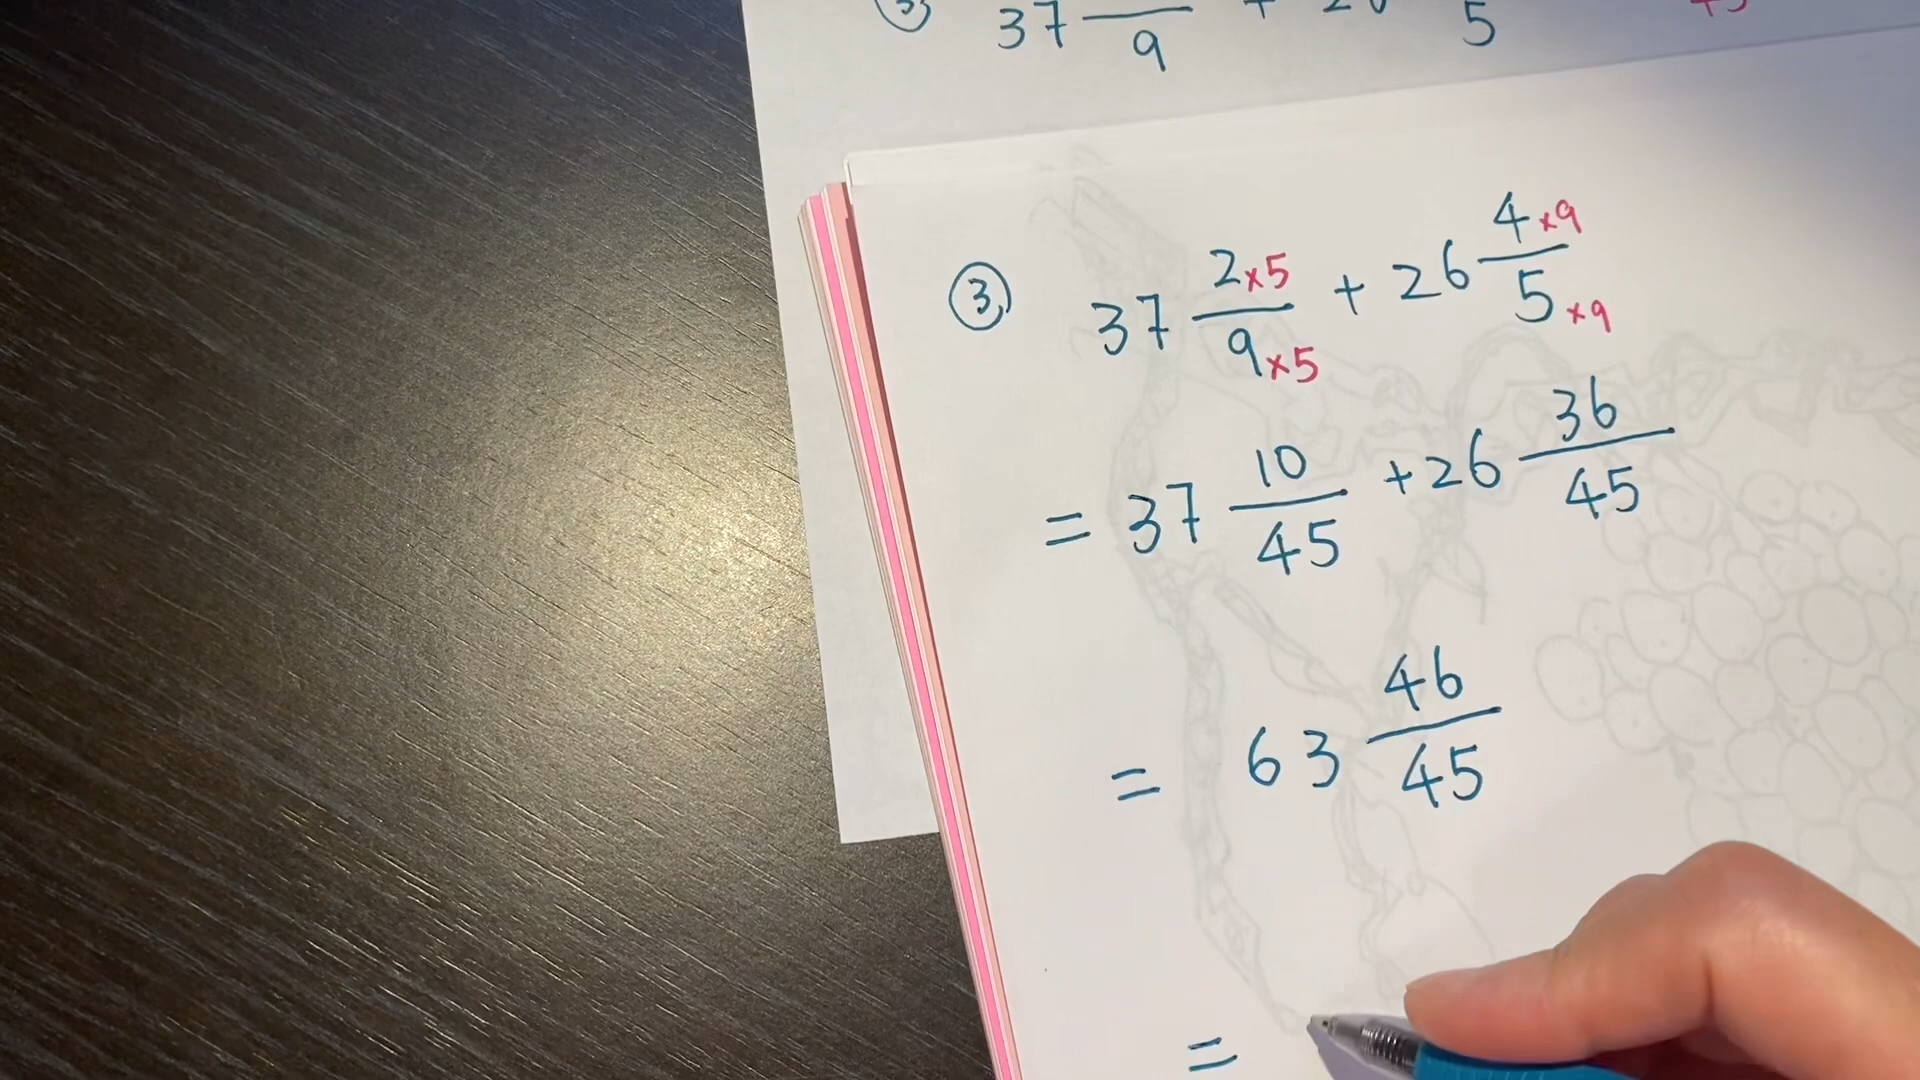 37 — 9 + 5
③ 37 2×5/9×5 + 26 4×9/5×9
= 37 10/45 + 26 36/45
= 63 46/45
=